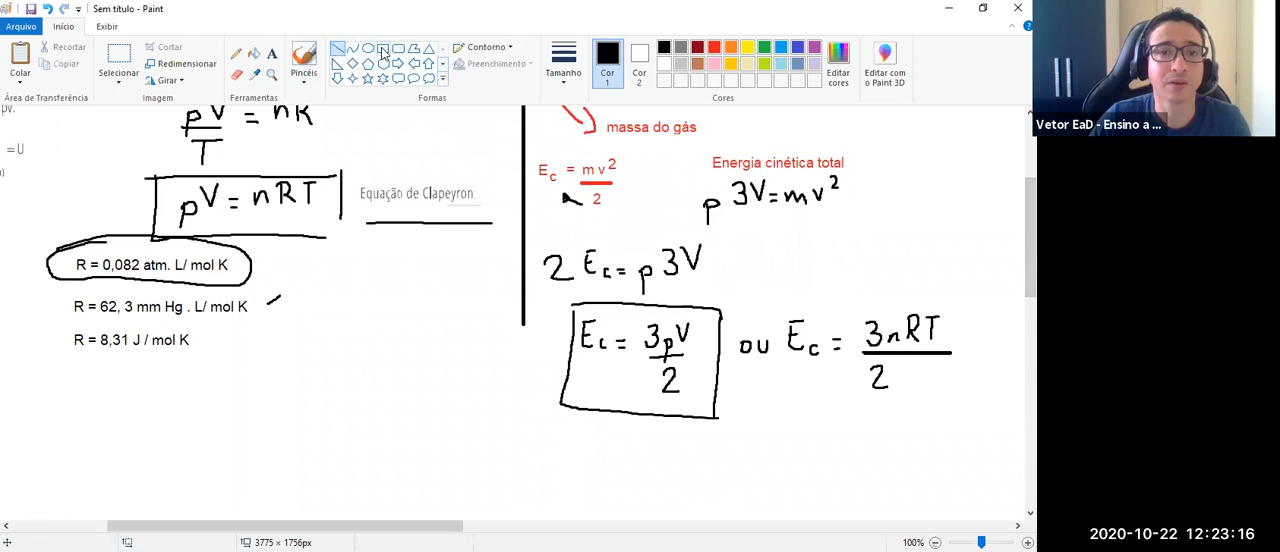 Sem título - Paint
Arquivo Início Exibir
Colar
Recortar
Copiar
Área de Transferência
Selecionar
Cortar
Redimensionar
Girar
Imagem
A
Ferramentas
Pincéis
Contorno
Preenchimento
Formas
Tamanho
Cor 1
Cor 2
Cores
Editar cores
Editar com o Paint 3D
pV.
= U
pV/T = nR
pV = nRT
Equação de Clapeyron:
R = 0,082 atm. L/ mol K
R = 62, 3 mm Hg . L/ mol K
R = 8,31 J / mol K
massa do gás
Ec = mv²/2
Energia cinética total
p 3V = mv²
2 Ec = p 3V
Ec = 3pV/2 ou Ec = 3nRT/2
Vetor EaD - Ensino a ...
3775 × 1756px
100%
2020-10-22 12:23:16